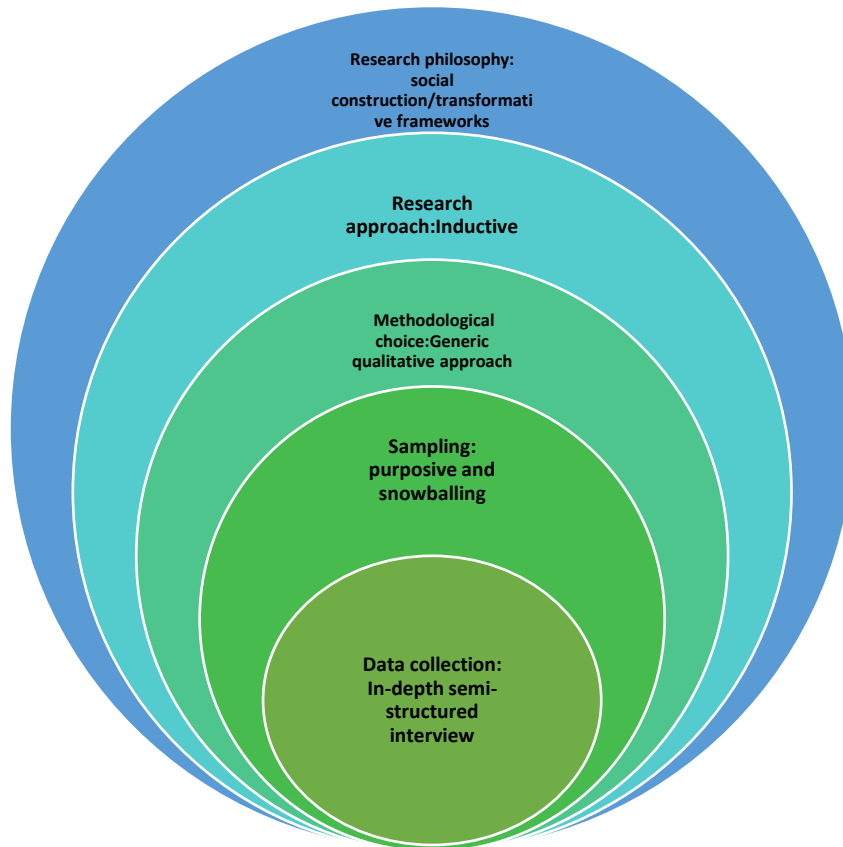 Research philosophy:
social
construction/transformati
ve frameworks
Research
approach:Inductive
Methodological
choice:Generic
qualitative approach
Sampling:
purposive and
snowballing
Data collection:
In-depth semi-
structured
interview